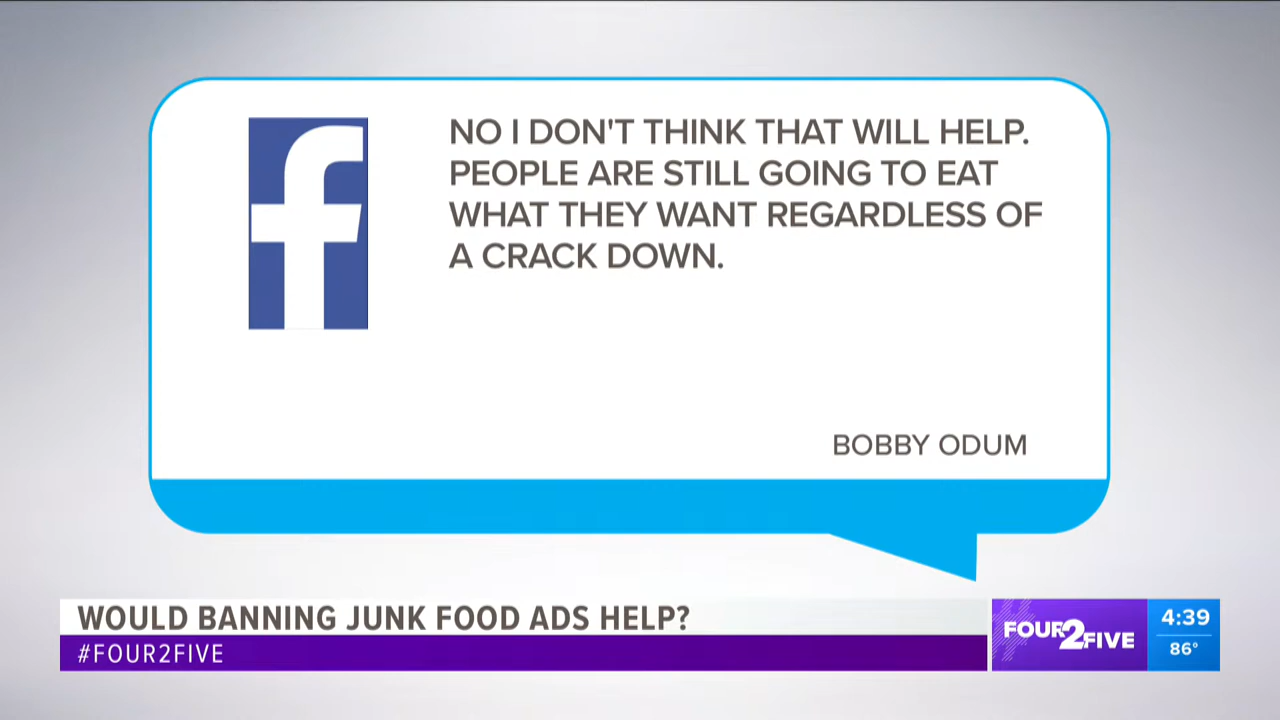 NO I DON'T THINK THAT WILL HELP.
PEOPLE ARE STILL GOING TO EAT
WHAT THEY WANT REGARDLESS OF
A CRACK DOWN.
BOBBY ODUM
WOULD BANNING JUNK FOOD ADS HELP?
#FOUR2FIVE
FOUR2FIVE
4:39
86°